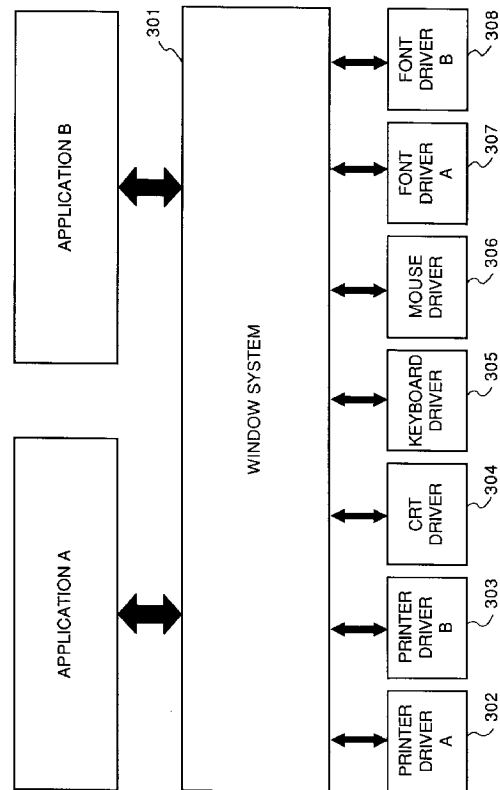 APPLICATION A
APPLICATION B
301
WINDOW SYSTEM
PRINTER
DRIVER
A
302
PRINTER
DRIVER
B
303
CRT
DRIVER
304
KEYBOARD
DRIVER
305
MOUSE
DRIVER
306
FONT
DRIVER
A
307
FONT
DRIVER
B
308